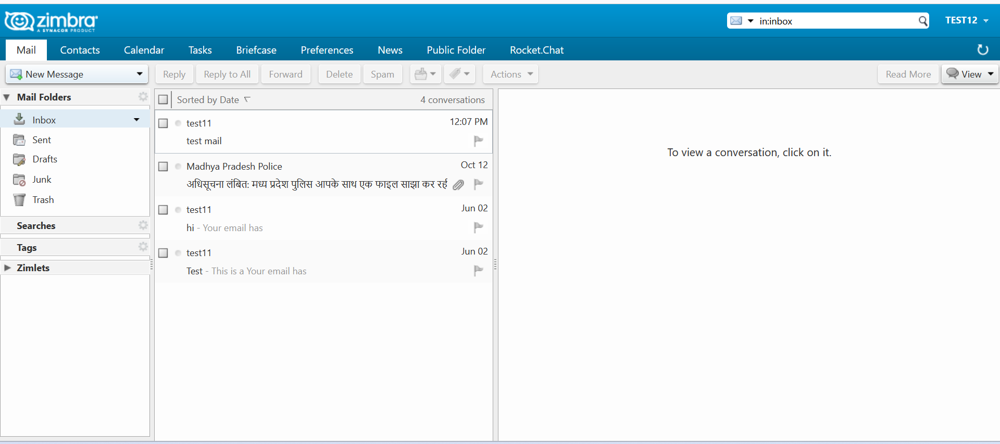 zimbra
A SYNACOR PRODUCT
in:inbox
TEST12
Mail Contacts Calendar Tasks Briefcase Preferences News Public Folder Rocket.Chat
New Message Reply Reply to All Forward Delete Spam Actions Read More View
Mail Folders
Inbox
Sent
Drafts
Junk
Trash
Searches
Tags
Zimlets
Sorted by Date 4 conversations
test11 12:07 PM
test mail
Madhya Pradesh Police Oct 12
अधिसूचना लंबित: मध्य प्रदेश पुलिस आपके साथ एक फाइल साझा कर
test11 Jun 02
hi - Your email has
test11 Jun 02
Test - This is a Your email has
To view a conversation, click on it.